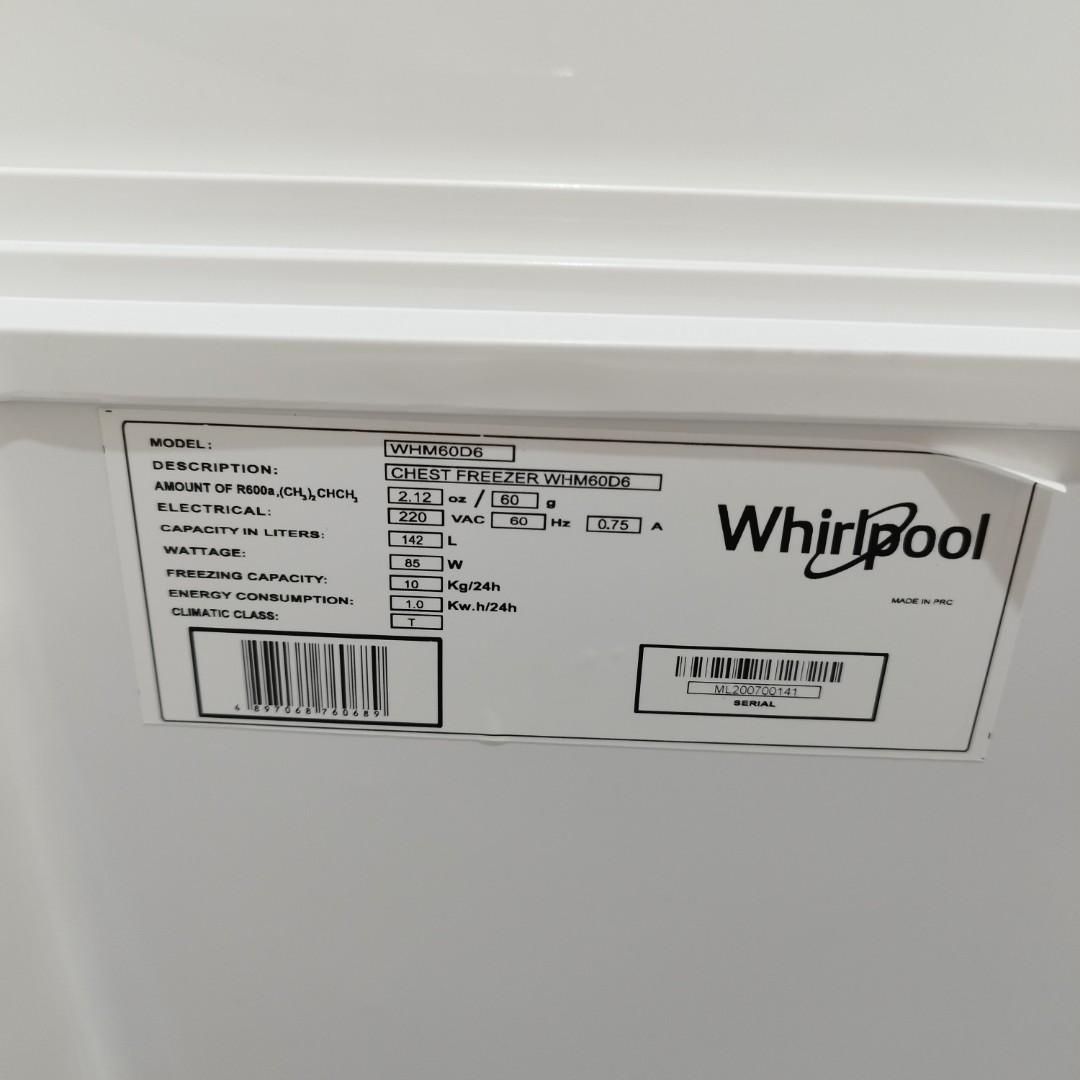 MODEL: WHM60D6
DESCRIPTION: CHEST FREEZER WHM60D6
AMOUNT OF R600a,(CH₃)₂CHCH₃ 2.12 oz / 60 g
ELECTRICAL: 220 VAC 60 Hz 0.75 A
CAPACITY IN LITERS: 142 L
WATTAGE: 85 W
FREEZING CAPACITY: 10 Kg/24h
ENERGY CONSUMPTION: 1.0 Kw.h/24h
CLIMATIC CLASS: T
Whirlpool
MADE IN PRC
4 897068 760689
ML200700141
SERIAL